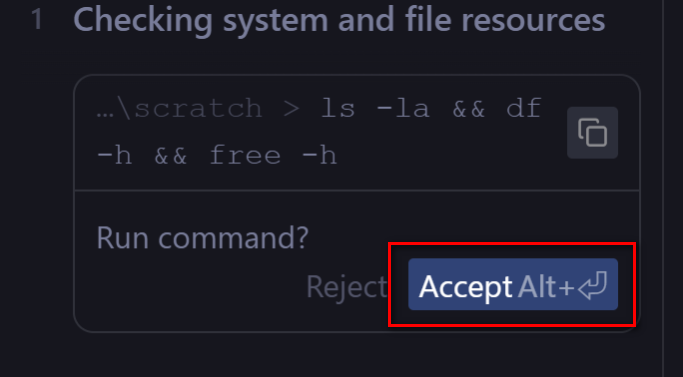 1 Checking system and file resources
…\scratch > ls -la && df
-h && free -h
Run command?
Reject Accept Alt+⏎